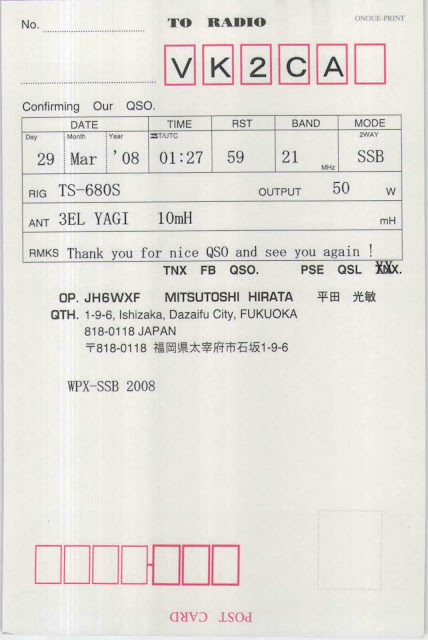 No. TO RADIO ONOUE-PRINT
VK2CA
Confirming Our QSO.
DATE TIME RST BAND MODE
Day Month Year JST/UTC 2WAY
29 Mar '08 01:27 59 21 MHz SSB
RIG TS-680S OUTPUT 50 W
ANT 3EL YAGI 10mH mH
RMKS Thank you for nice QSO and see you again !
TNX FB QSO. PSE QSL TNX.
OP. JH6WXF MITSUTOSHI HIRATA 平田 光敏
QTH. 1-9-6, Ishizaka, Dazaifu City, FUKUOKA
818-0118 JAPAN
〒818-0118 福岡県太宰府市石坂1-9-6
WPX-SSB 2008
POST CARD